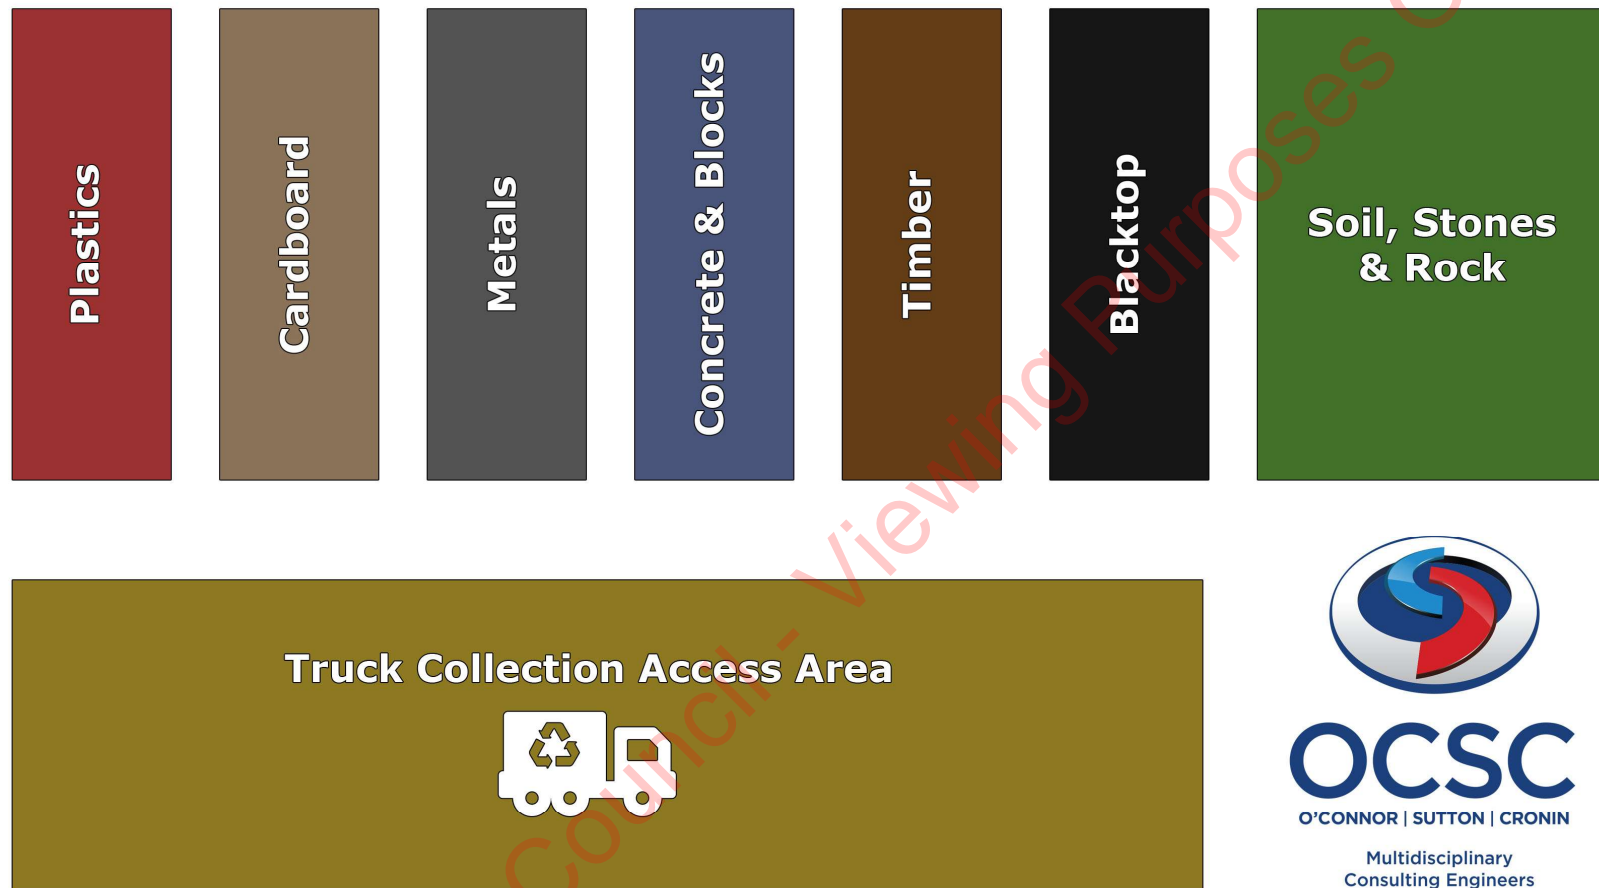 Plastics
Cardboard
Metals
Concrete & Blocks
Timber
Blacktop
Soil, Stones
& Rock
Truck Collection Access Area
OCSC
O'CONNOR | SUTTON | CRONIN
Multidisciplinary
Consulting Engineers
Council - Viewing Purposes